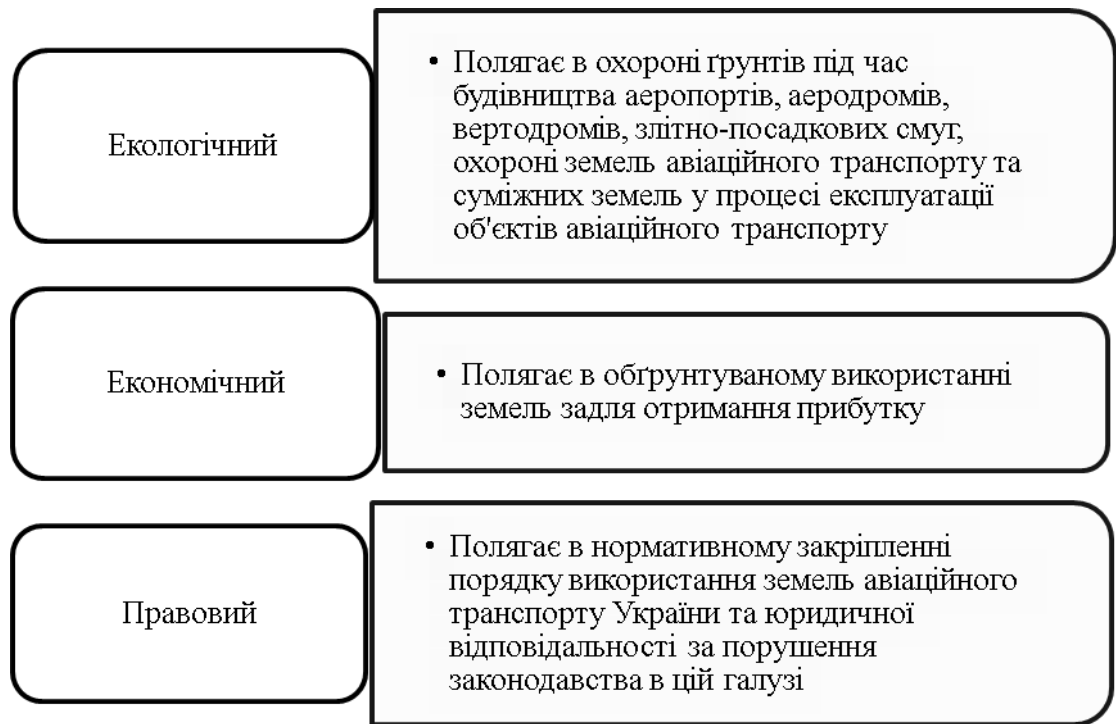 Екологічний
• Полягає в охороні ґрунтів під час
будівництва аеропортів, аеродромів,
вертодромів, злітно-посадкових смуг,
охороні земель авіаційного транспорту та
суміжних земель у процесі експлуатації
об'єктів авіаційного транспорту
Економічний
• Полягає в обґрунтуваному використанні
земель задля отримання прибутку
Правовий
• Полягає в нормативному закріпленні
порядку використання земель авіаційного
транспорту України та юридичної
відповідальності за порушення
законодавства в цій галузі